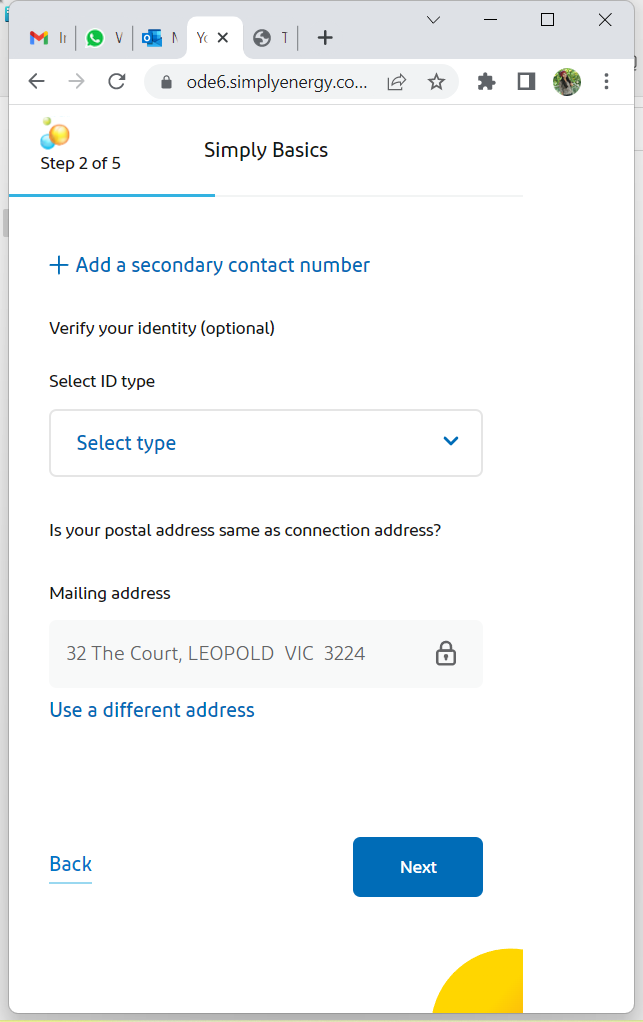 ode6.simplyenergy.co...
Step 2 of 5
Simply Basics
Add a secondary contact number
Verify your identity (optional)
Select ID type
Select type
Is your postal address same as connection address?
Mailing address
32 The Court, LEOPOLD VIC 3224
Use a different address
Back
Next